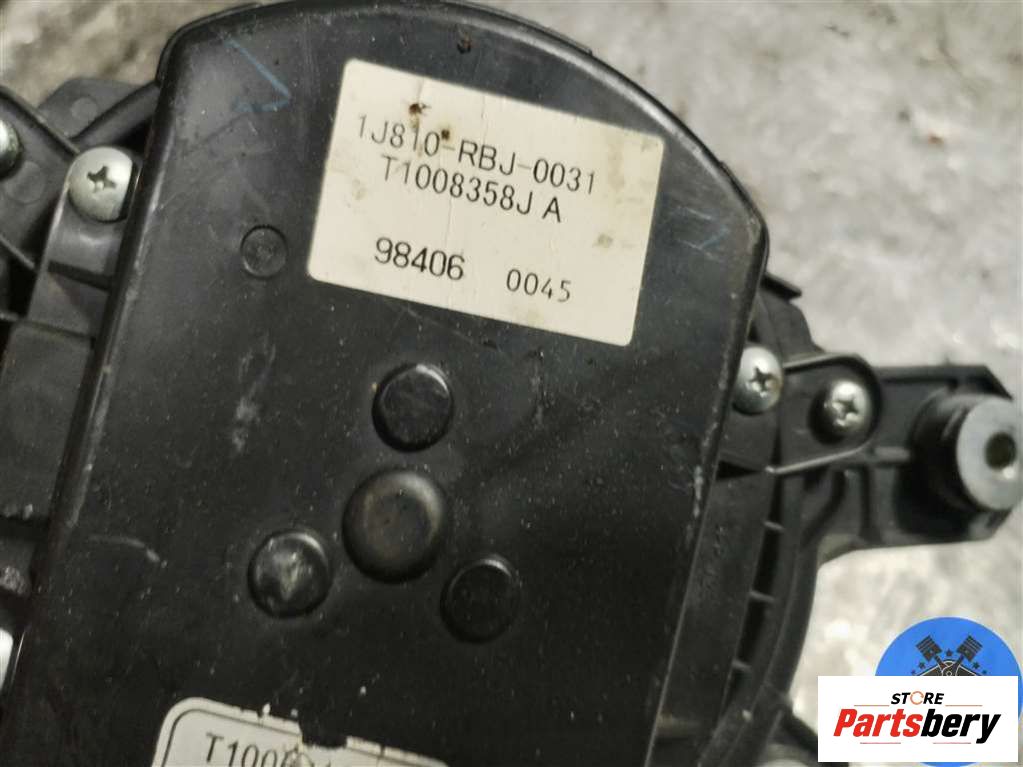 1J810-RBJ-0031
T1008358J A
98406 0045
STORE
Partsbery